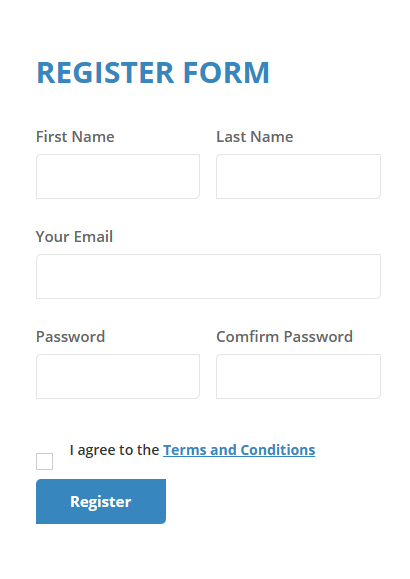 REGISTER FORM
First Name Last Name
Your Email
Password Comfirm Password
I agree to the Terms and Conditions
Register